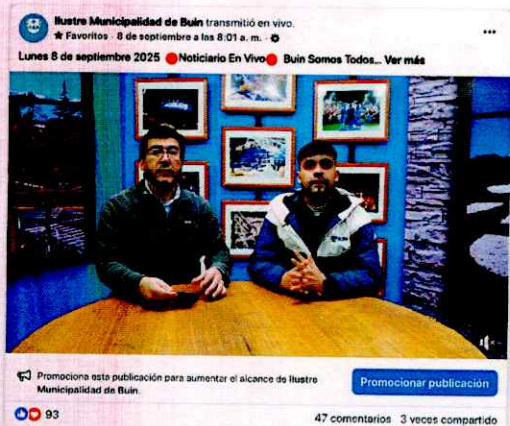 Ilustre Municipalidad de Buin transmitió en vivo.
★ Favoritos · 8 de septiembre a las 8:01 a. m. ·
Lunes 8 de septiembre 2025 🔴Noticiario En Vivo🔴 Buin Somos Todos... Ver más
Promociona esta publicación para aumentar el alcance de Ilustre
Municipalidad de Buin.
Promocionar publicación
93
47 comentarios 3 veces compartido